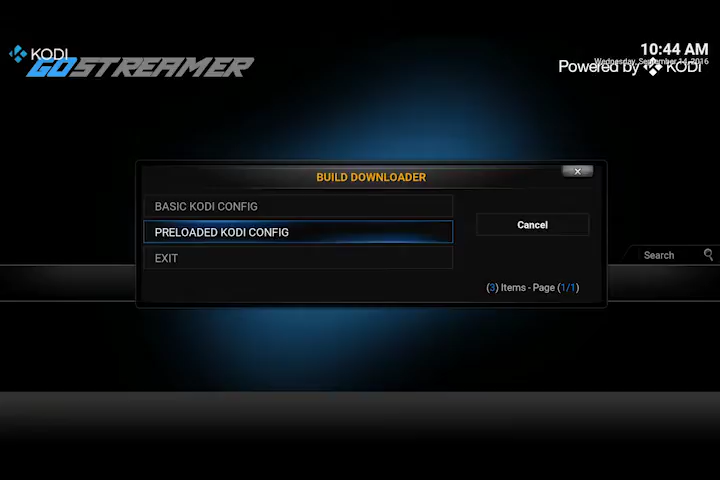 KODI
GOSTREAMER
10:44 AM
Wednesday, September 14, 2016
Powered by KODI
BUILD DOWNLOADER
BASIC KODI CONFIG
PRELOADED KODI CONFIG
EXIT
Cancel
Search
(3) Items - Page (1/1)